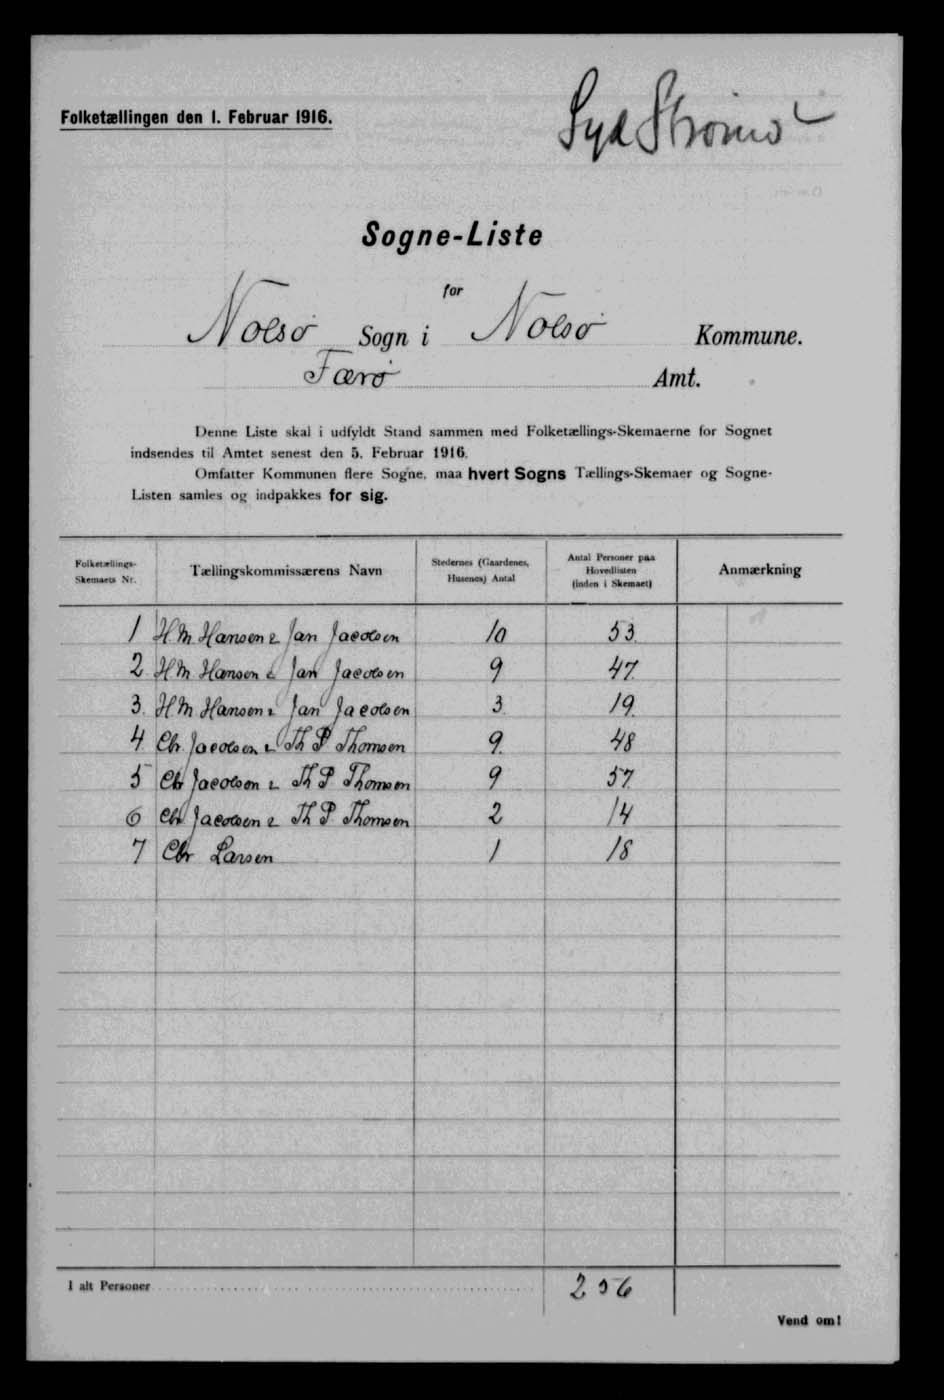 Folketællingen den 1. Februar 1916.
Syd Strømø
Sogne-Liste
for
Nolsø Sogn i Nolsø Kommune.
Færø Amt.
Denne Liste skal i udfyldt Stand sammen med Folketællings-Skemaerne for Sognet
indsendes til Amtet senest den 5. Februar 1916.
Omfatter Kommunen flere Sogne, maa hvert Sogns Tællings-Skemaer og Sogne-
Listen samles og indpakkes for sig.
Folketællings-
Skemaets Nr.
Tællingskommissærens Navn
Stedernes (Gaardenes,
Husenes) Antal
Antal Personer paa
Hovedlisten
(inden i Skemaet)
Anmærkning
1 H M Hansen & Jan Jacobsen 10 53.
2 H M Hansen & Jan Jacobsen 9 47.
3. H M Hansen & Jan Jacobsen 3 19.
4 Chr. Jacobsen & Th P Thomsen 9. 48
5 Chr Jacobsen & Th P Thomsen 9 57.
6 Chr Jacobsen & Th P. Thomsen 2 14
7 Chr Larsen 1 18
I alt Personer 256
Vend om!